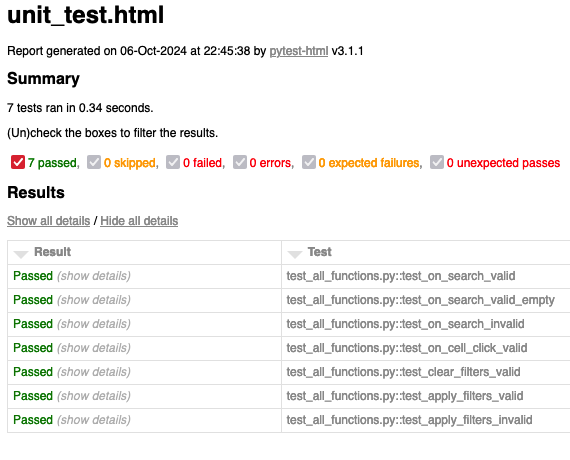 unit_test.html
Report generated on 06-Oct-2024 at 22:45:38 by pytest-html v3.1.1
Summary
7 tests ran in 0.34 seconds.
(Un)check the boxes to filter the results.
7 passed, 0 skipped, 0 failed, 0 errors, 0 expected failures, 0 unexpected passes
Results
Show all details / Hide all details
Result Test
Passed (show details) test_all_functions.py::test_on_search_valid
Passed (show details) test_all_functions.py::test_on_search_valid_empty
Passed (show details) test_all_functions.py::test_on_search_invalid
Passed (show details) test_all_functions.py::test_on_cell_click_valid
Passed (show details) test_all_functions.py::test_clear_filters_valid
Passed (show details) test_all_functions.py::test_apply_filters_valid
Passed (show details) test_all_functions.py::test_apply_filters_invalid